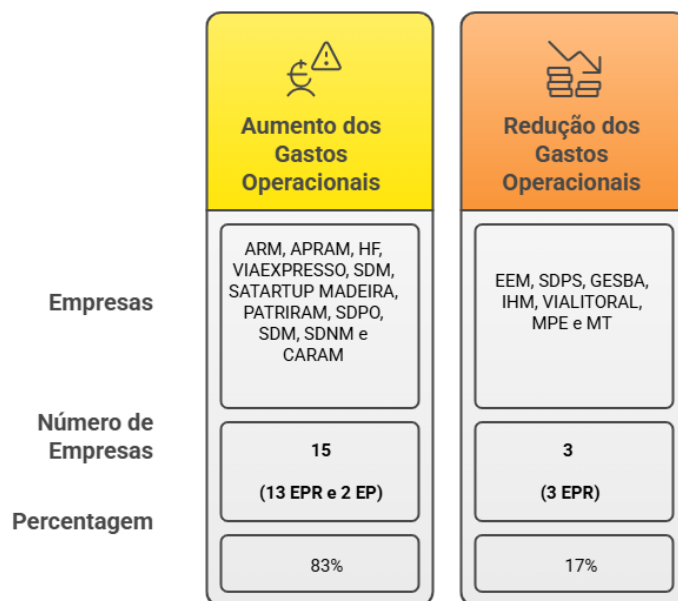 Aumento dos
Gastos
Operacionais
Redução dos
Gastos
Operacionais
Empresas
ARM, APRAM, HF,
VIAEXPRESSO, SDM,
SATARTUP MADEIRA,
PATRIRAM, SDPO,
SDM, SDNM e
CARAM
EEM, SDPS, GESBA,
IHM, VIALITORAL,
MPE e MT
Número de
Empresas
15
(13 EPR e 2 EP)
3
(3 EPR)
Percentagem
83%
17%